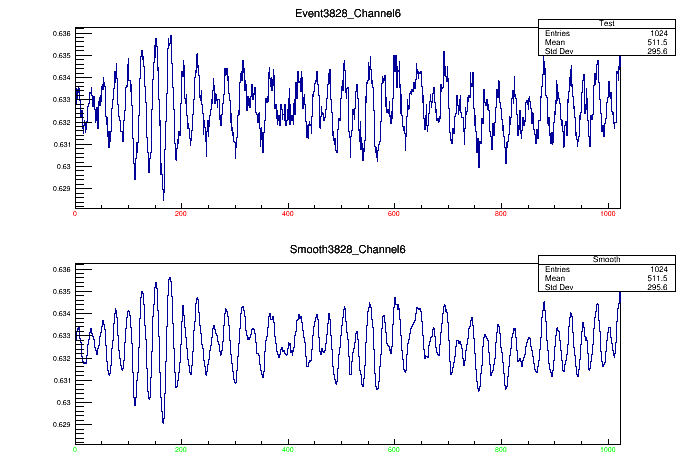 Event3828_Channel6
Test
Entries 1024
Mean 511.5
Std Dev 295.6
0.636
0.635
0.634
0.633
0.632
0.631
0.63
0.629
0 200 400 600 800 1000
Smooth3828_Channel6
Smooth
Entries 1024
Mean 511.5
Std Dev 295.6
0.636
0.635
0.634
0.633
0.632
0.631
0.63
0.629
0 200 400 600 800 1000